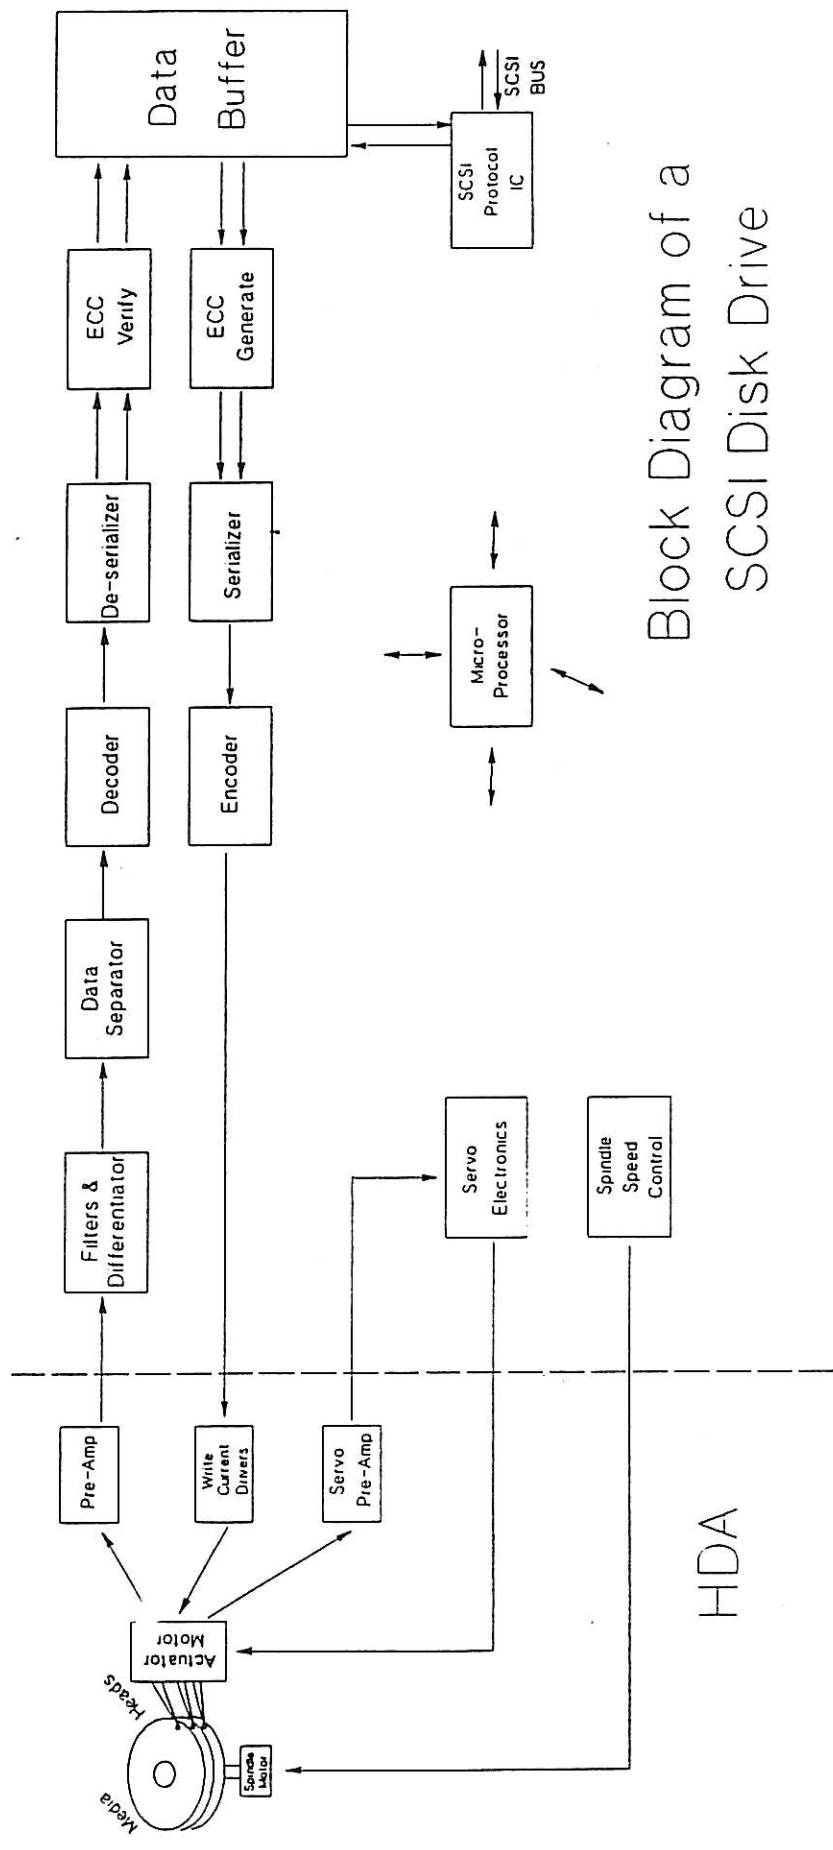 Block Diagram of a
SCSI Disk Drive
Media
Heads
Actuator
Motor
Spindle
Motor
Pre-Amp
Write
Current
Drivers
Servo
Pre-Amp
HDA
Filters &
Differentiator
Data
Separator
Decoder
De-serializer
ECC
Verify
Data
Buffer
Encoder
Serializer
ECC
Generate
Servo
Electronics
Spindle
Speed
Control
Micro-
Processor
SCSI
Protocol
IC
SCSI
BUS